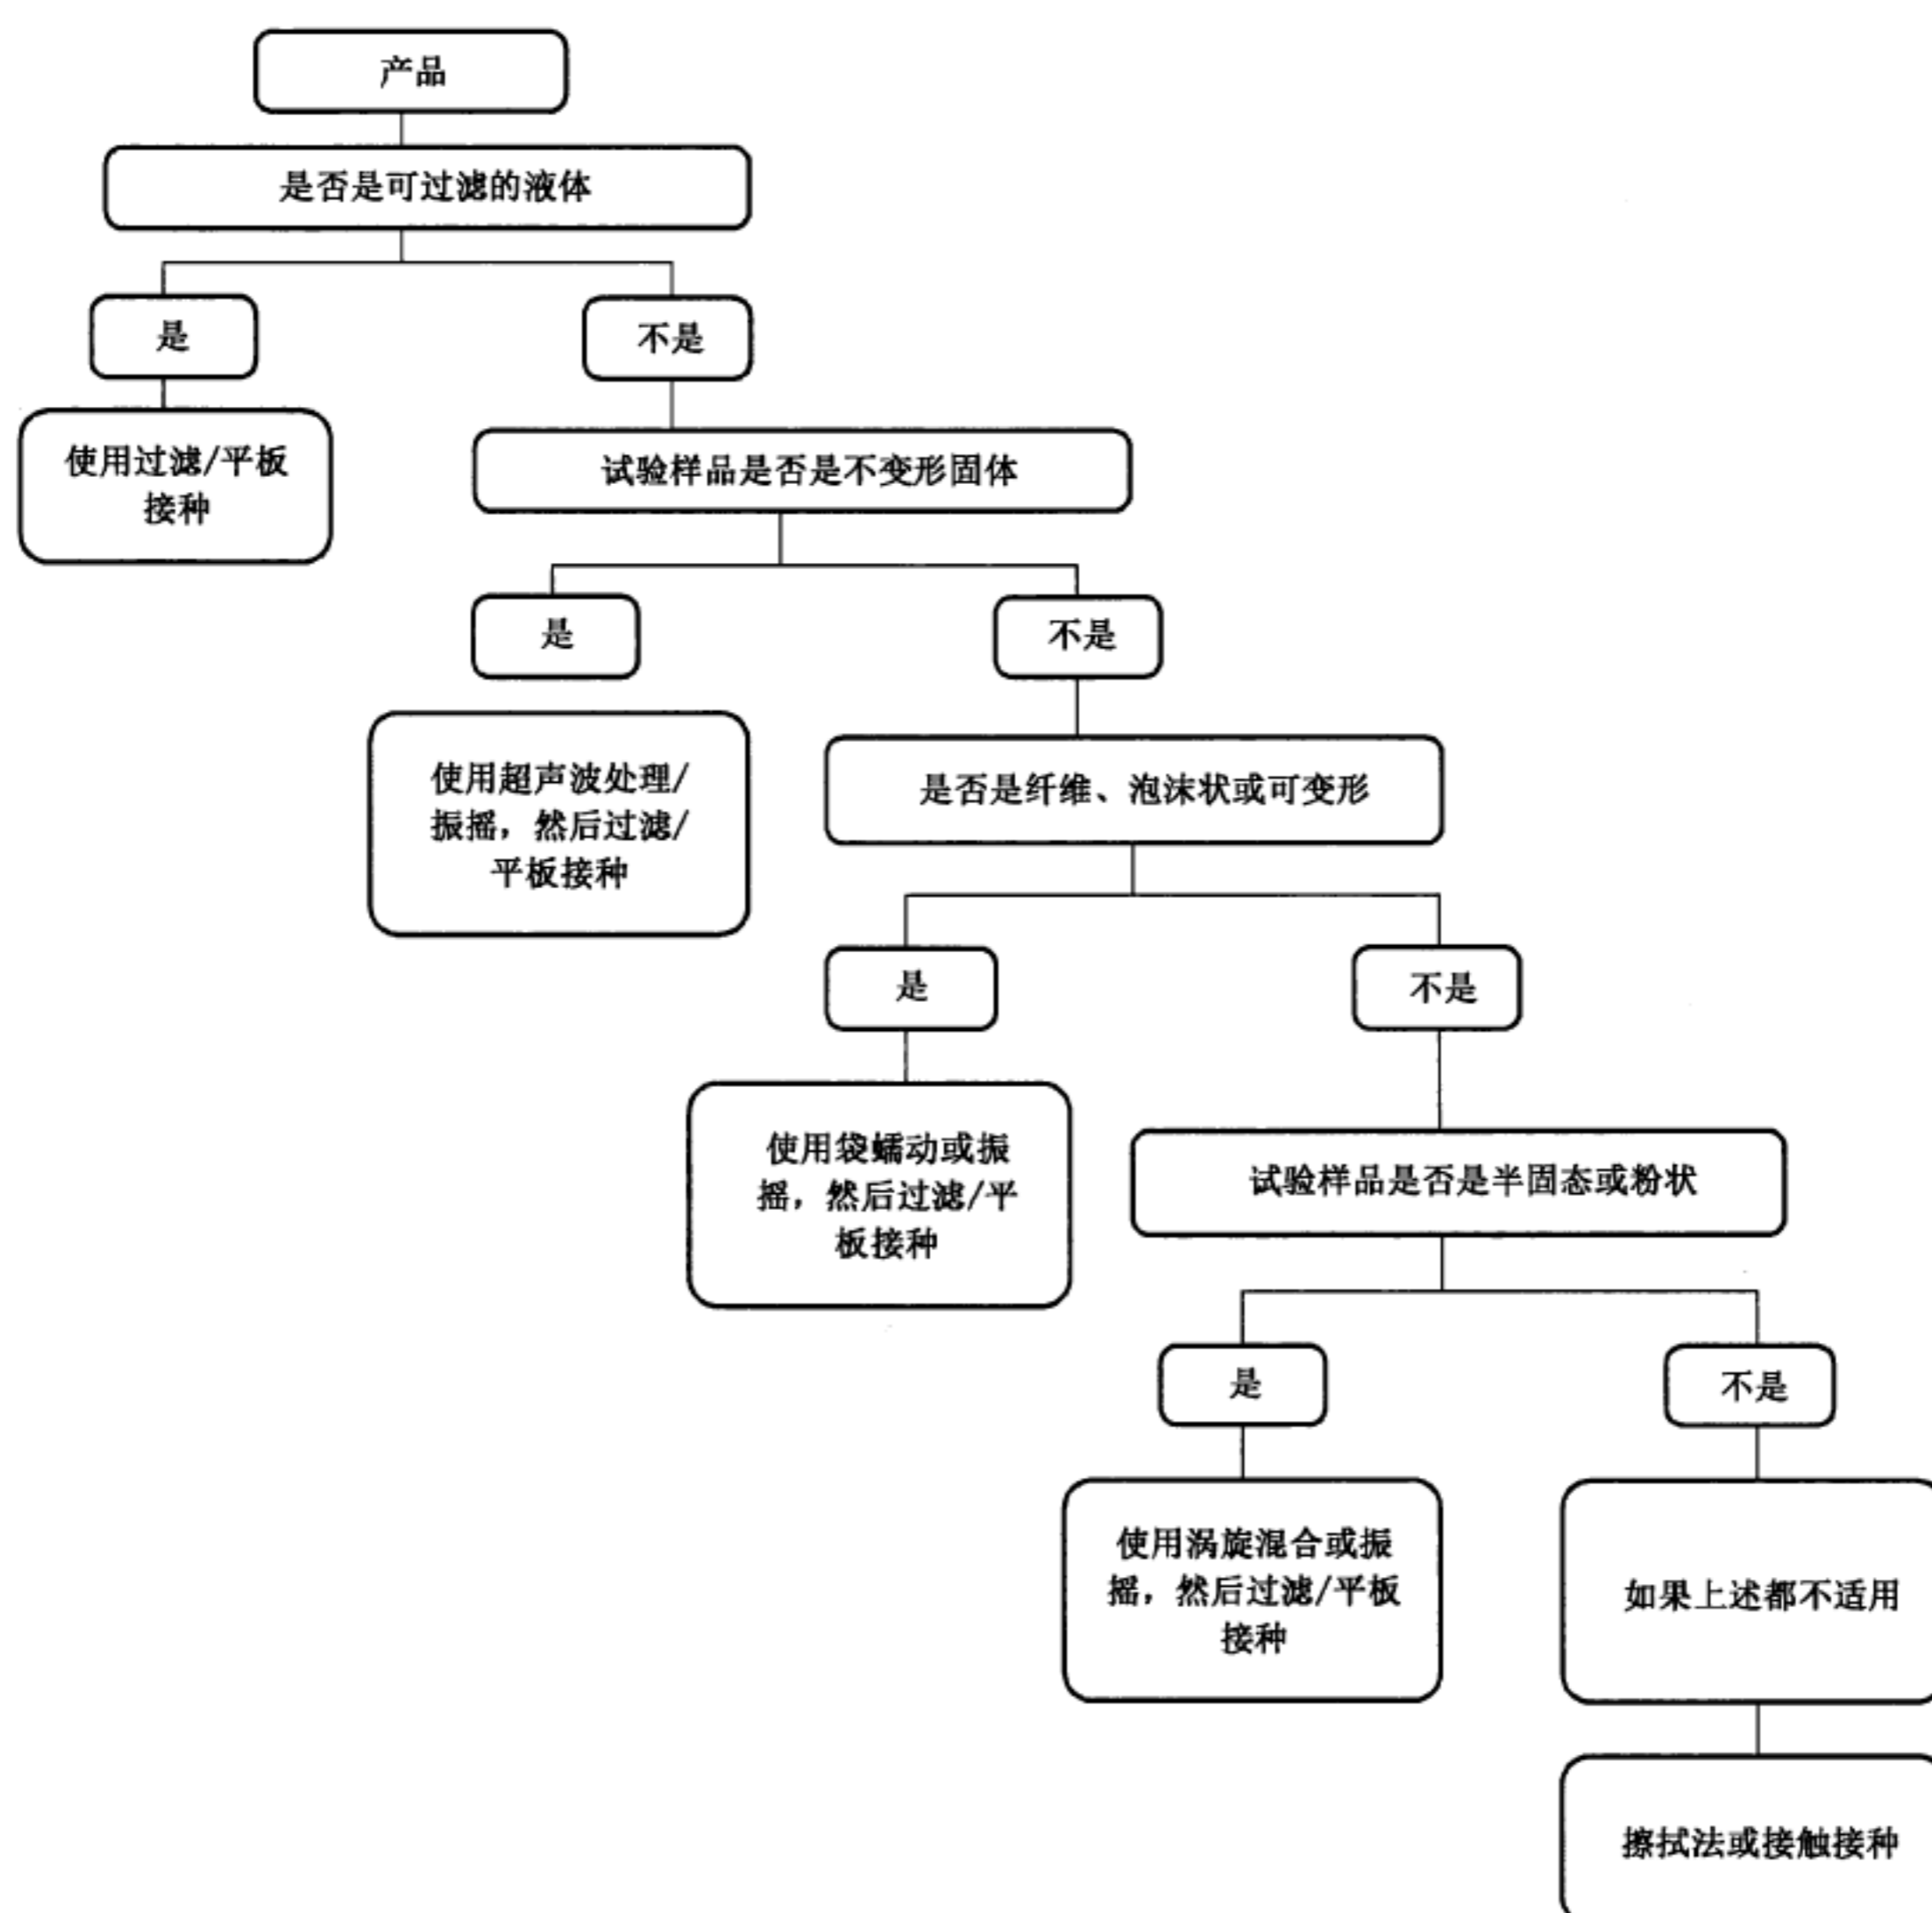 产品
是否是可过滤的液体
是
不是
使用过滤/平板
接种
试验样品是否是不变形固体
是
不是
使用超声波处理/
振摇，然后过滤/
平板接种
是否是纤维、泡沫状或可变形
是
不是
使用袋蠕动或振
摇，然后过滤/平
板接种
试验样品是否是半固态或粉状
是
不是
使用涡旋混合或振
摇，然后过滤/平板
接种
如果上述都不适用
擦拭法或接触接种